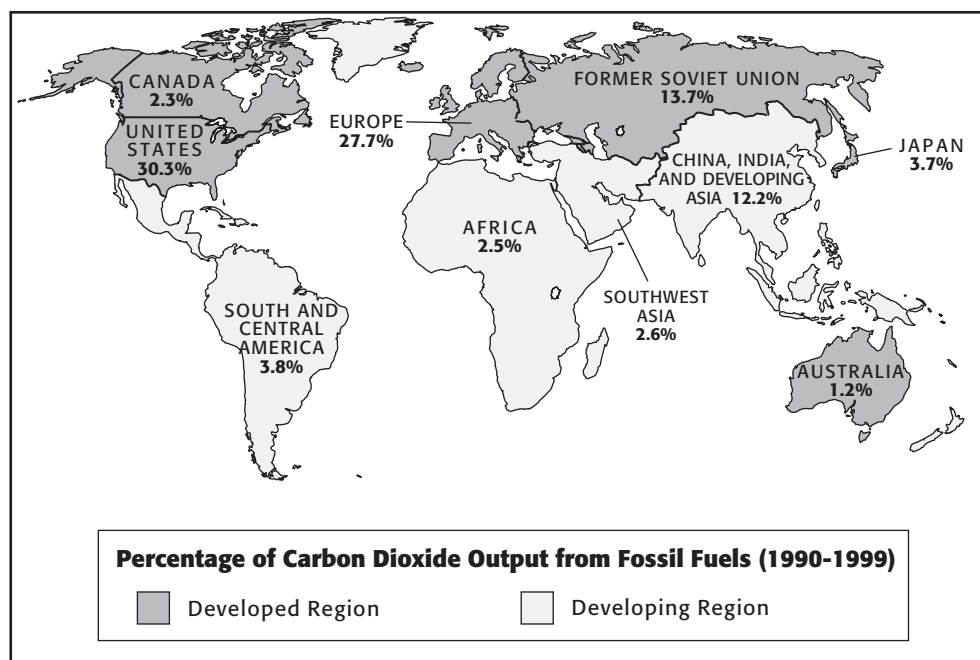 CANADA
2.3%
UNITED
STATES
30.3%
EUROPE
27.7%
FORMER SOVIET UNION
13.7%
JAPAN
3.7%
CHINA, INDIA,
AND DEVELOPING
ASIA 12.2%
AFRICA
2.5%
SOUTHWEST
ASIA
2.6%
SOUTH AND
CENTRAL
AMERICA
3.8%
AUSTRALIA
1.2%
Percentage of Carbon Dioxide Output from Fossil Fuels (1990-1999)
Developed Region
Developing Region